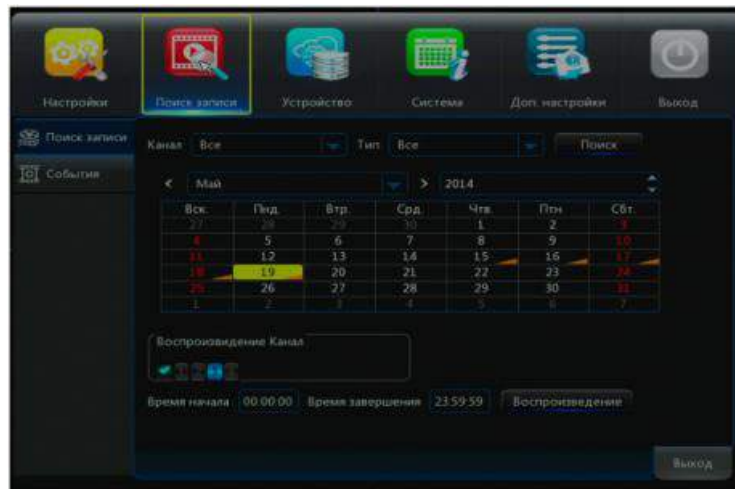 Настройки Поиск записи Устройство Система Доп. настройки Выход
Поиск записи
Канал Все Тип Все Поиск
События
< Май > 2014
Вск. Пнд. Втр. Срд. Чтв. Птн Сбт.
27 28 29 30 1 2 3
4 5 6 7 8 9 10
11 12 13 14 15 16 17
18 19 20 21 22 23 24
25 26 27 28 29 30 31
1 2 3 4 5 6 7
Воспроизвидение Канал
Время начала 00:00:00 Время завершения 23:59:59 Воспроизведение
Выход